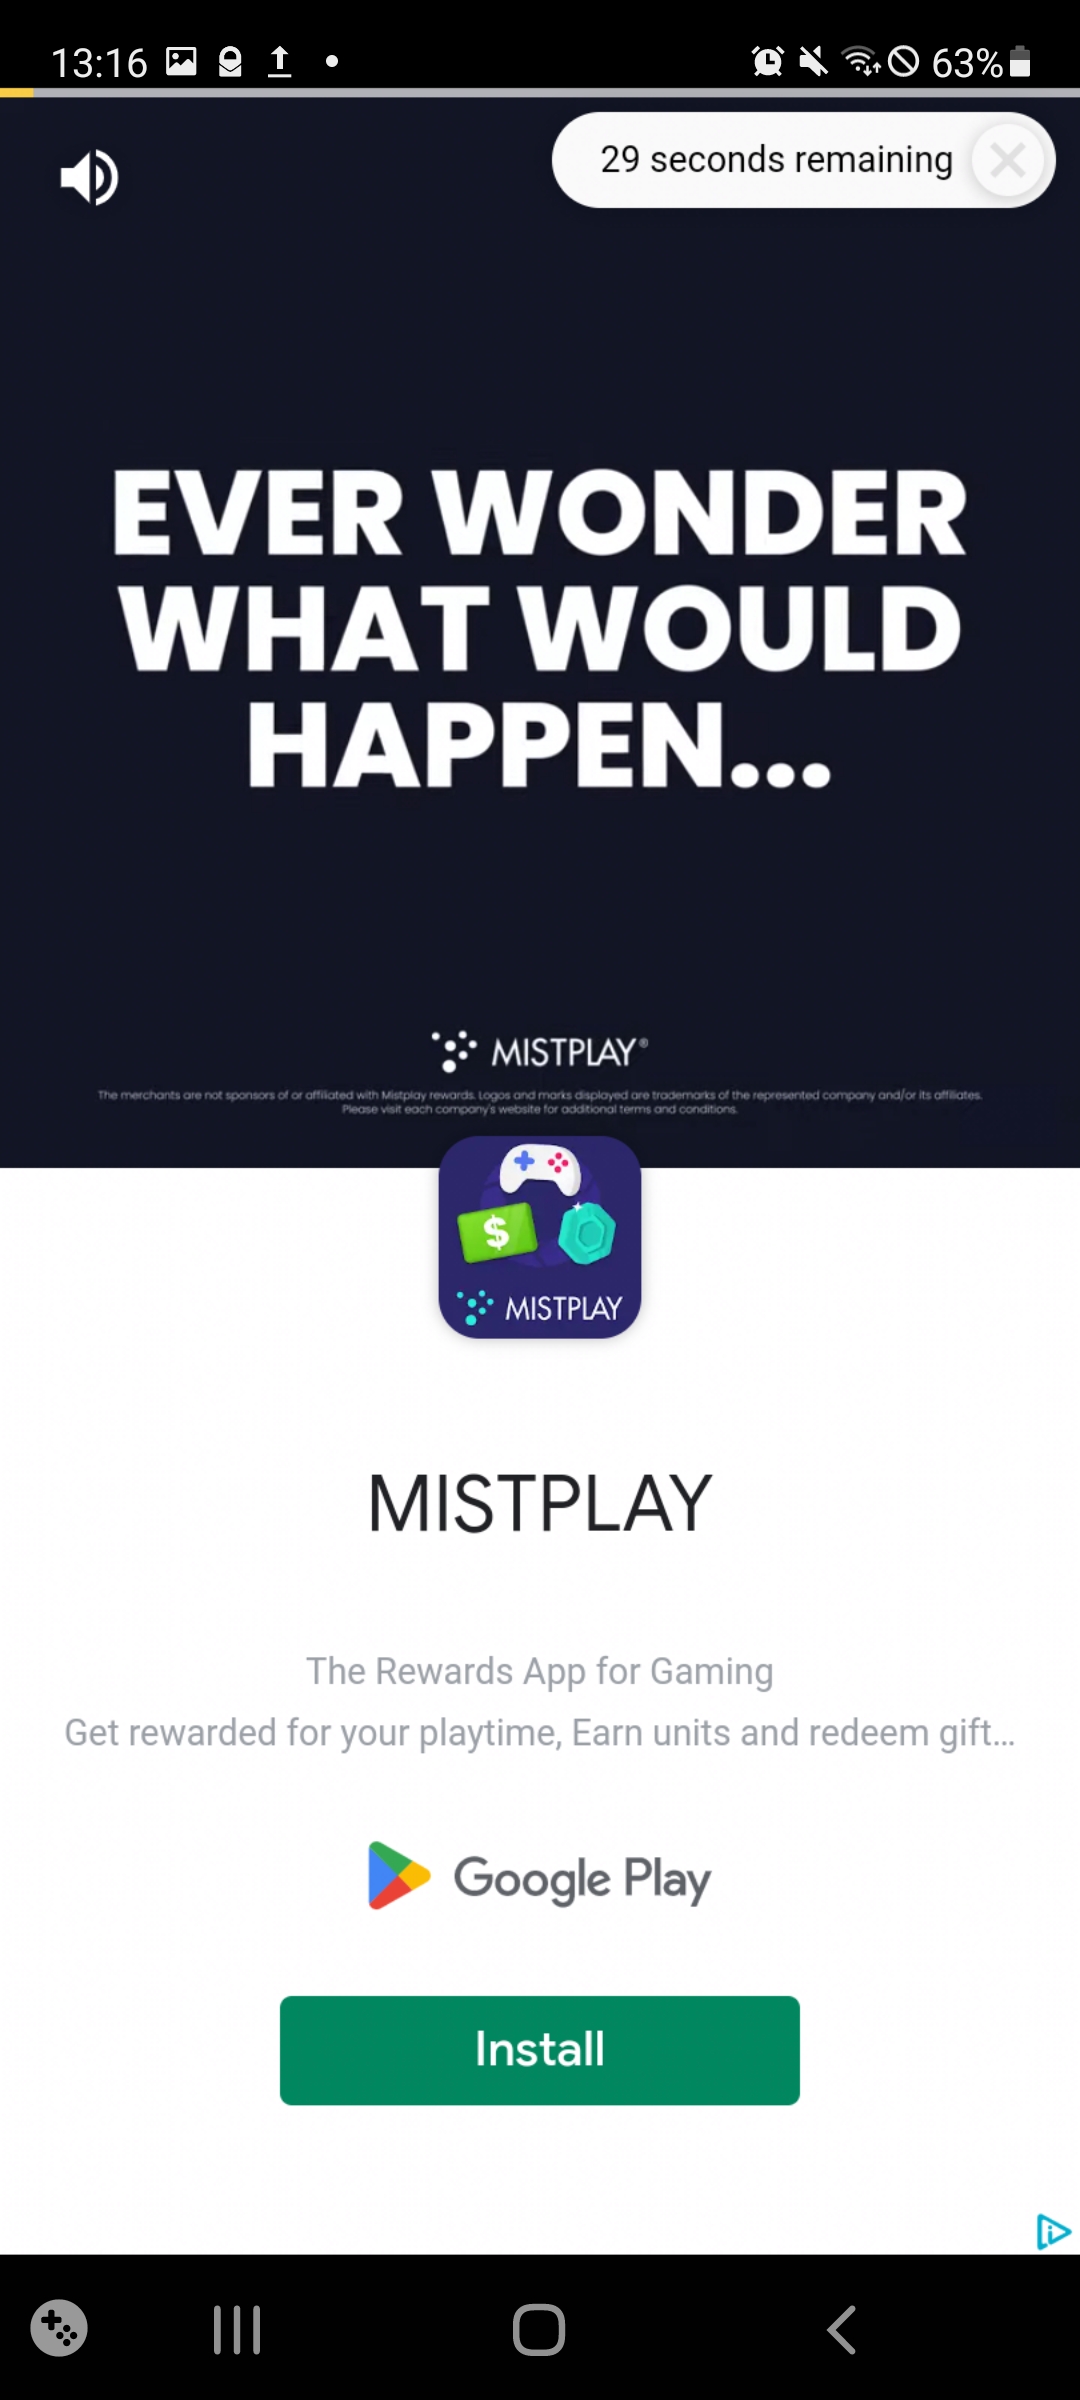 13:16
63%
29 seconds remaining
EVER WONDER
WHAT WOULD
HAPPEN...
MISTPLAY®
The merchants are not sponsors of or affiliated with Mistplay rewards. Logos and marks displayed are trademarks of the represented company and/or its affiliates.
Please visit each company's website for additional terms and conditions.
$
MISTPLAY
MISTPLAY
The Rewards App for Gaming
Get rewarded for your playtime, Earn units and redeem gift...
Google Play
Install